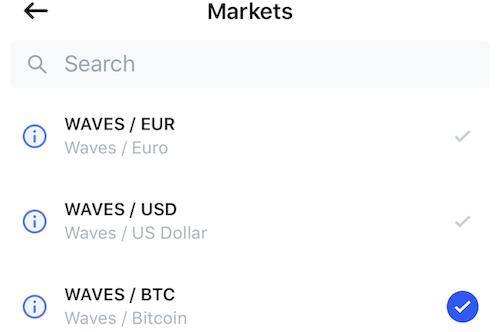 Markets
Search
WAVES / EUR
Waves / Euro
WAVES / USD
Waves / US Dollar
WAVES / BTC
Waves / Bitcoin